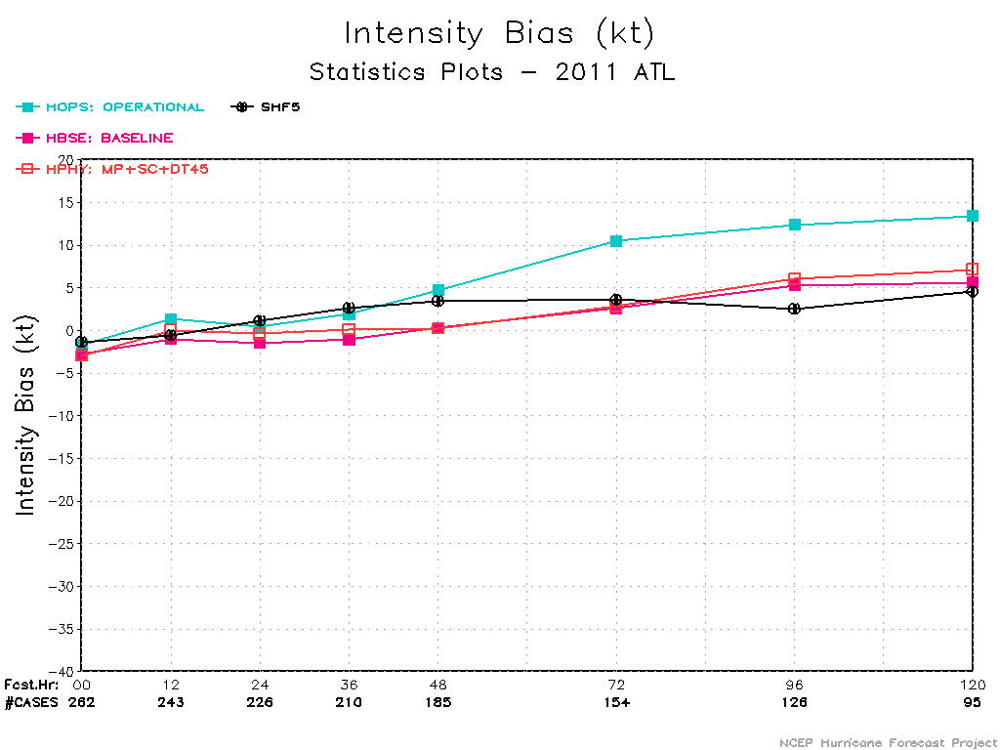 Intensity Bias (kt)
Statistics Plots - 2011 ATL
HOPS: OPERATIONAL SHF5
HBSE: BASELINE
HPHY: MP+SC+DT45
20
15
10
5
0
-5
-10
-15
-20
-25
-30
-35
-40
Intensity Bias (kt)
Fcst.Hr: 00 12 24 36 48 72 96 120
#CASES 262 243 226 210 185 154 126 95
NCEP Hurricane Forecast Project